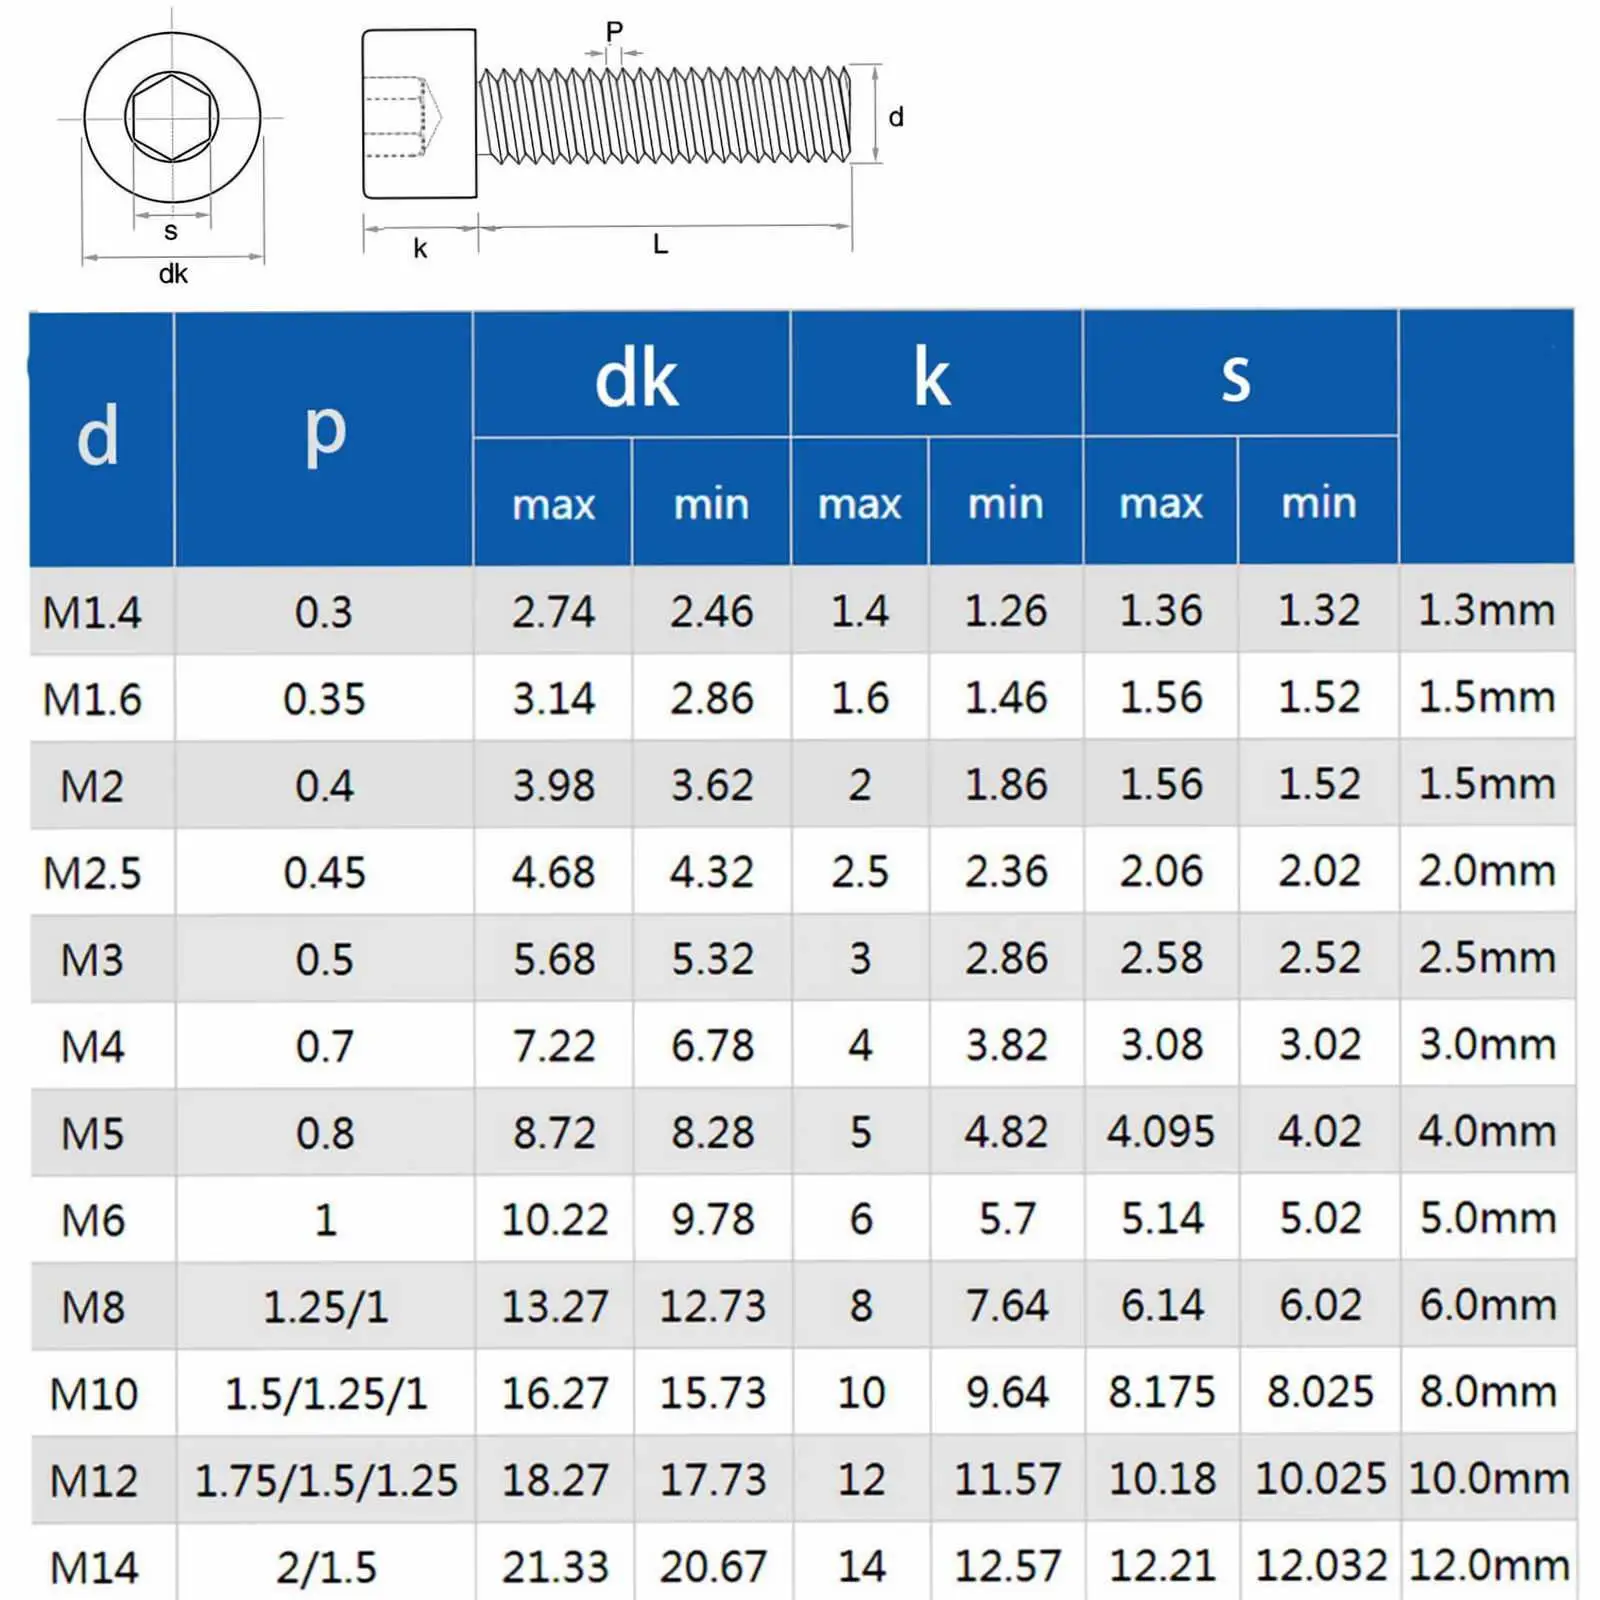 P
d
s
k
L
dk
d p dk k s
max min max min max min
M1.4 0.3 2.74 2.46 1.4 1.26 1.36 1.32 1.3mm
M1.6 0.35 3.14 2.86 1.6 1.46 1.56 1.52 1.5mm
M2 0.4 3.98 3.62 2 1.86 1.56 1.52 1.5mm
M2.5 0.45 4.68 4.32 2.5 2.36 2.06 2.02 2.0mm
M3 0.5 5.68 5.32 3 2.86 2.58 2.52 2.5mm
M4 0.7 7.22 6.78 4 3.82 3.08 3.02 3.0mm
M5 0.8 8.72 8.28 5 4.82 4.095 4.02 4.0mm
M6 1 10.22 9.78 6 5.7 5.14 5.02 5.0mm
M8 1.25/1 13.27 12.73 8 7.64 6.14 6.02 6.0mm
M10 1.5/1.25/1 16.27 15.73 10 9.64 8.175 8.025 8.0mm
M12 1.75/1.5/1.25 18.27 17.73 12 11.57 10.18 10.025 10.0mm
M14 2/1.5 21.33 20.67 14 12.57 12.21 12.032 12.0mm